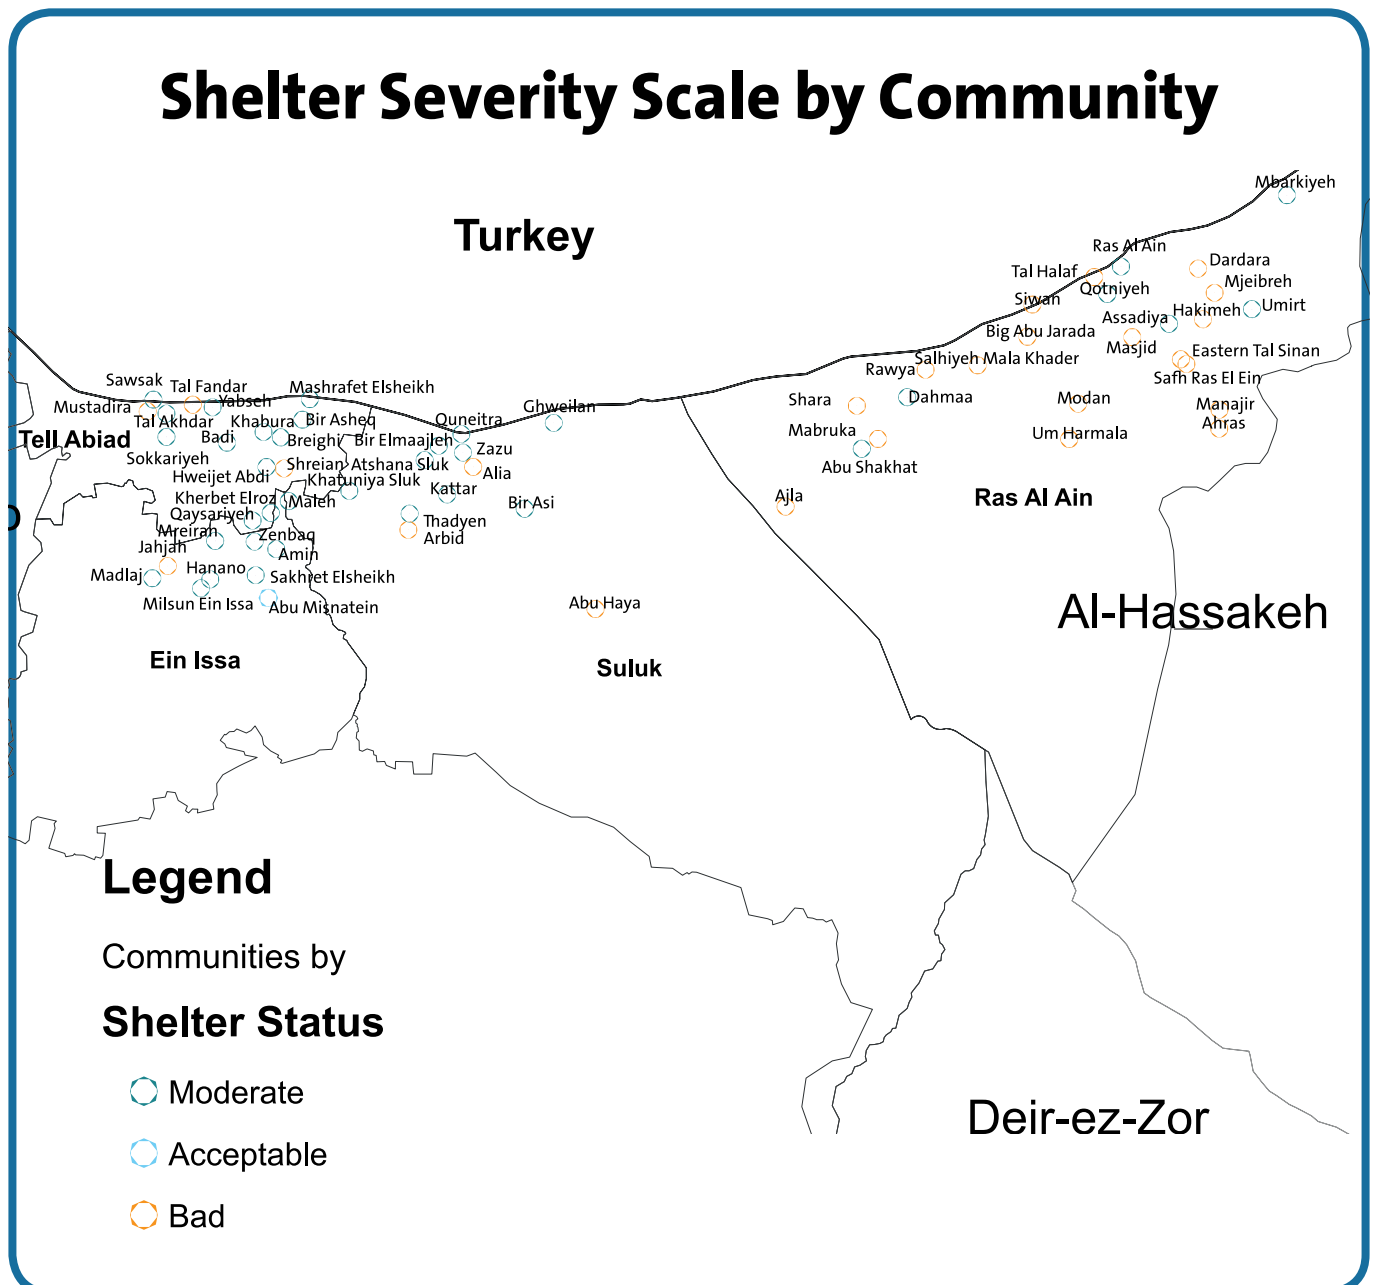 Shelter Severity Scale by Community
Mbarkiyeh
Turkey
Ras Al Ain
Dardara
Tal Halaf
Mjeibreh
Qotniyeh
Siwan
Umirt
Hakimeh
Assadiya
Big Abu Jarada
Masjid
Eastern Tal Sinan
Salhiyeh Mala Khader
Rawya
Safh Ras El Ein
Sawsak
Tal Fandar
Mashrafet Elsheikh
Dahmaa
Modan
Shara
Manajir
Mustadira
Yabseh
Ghweilan
Tal Akhdar
Khabura
Bir Asheq
Quneitra
Ahras
Tell Abiad
Badi
Breighi
Bir Elmaajleh
Zazu
Mabruka
Um Harmala
Sokkariyeh
Shreian
Atshana Sluk
Abu Shakhat
Hweijet Abdi
Khatuniya Sluk
Alia
Kattar
Kherbet Elroz
Maleh
Bir Asi
Ajla
Ras Al Ain
Qaysariyeh
Thadyen
Mreirah
Zenbaq
Arbid
Jahjah
Amin
Hanano
Madlaj
Sakhret Elsheikh
Milsun Ein Issa
Abu Misnatein
Abu Haya
Al-Hassakeh
Ein Issa
Suluk
Legend
Communities by
Shelter Status
Moderate
Acceptable
Bad
Deir-ez-Zor